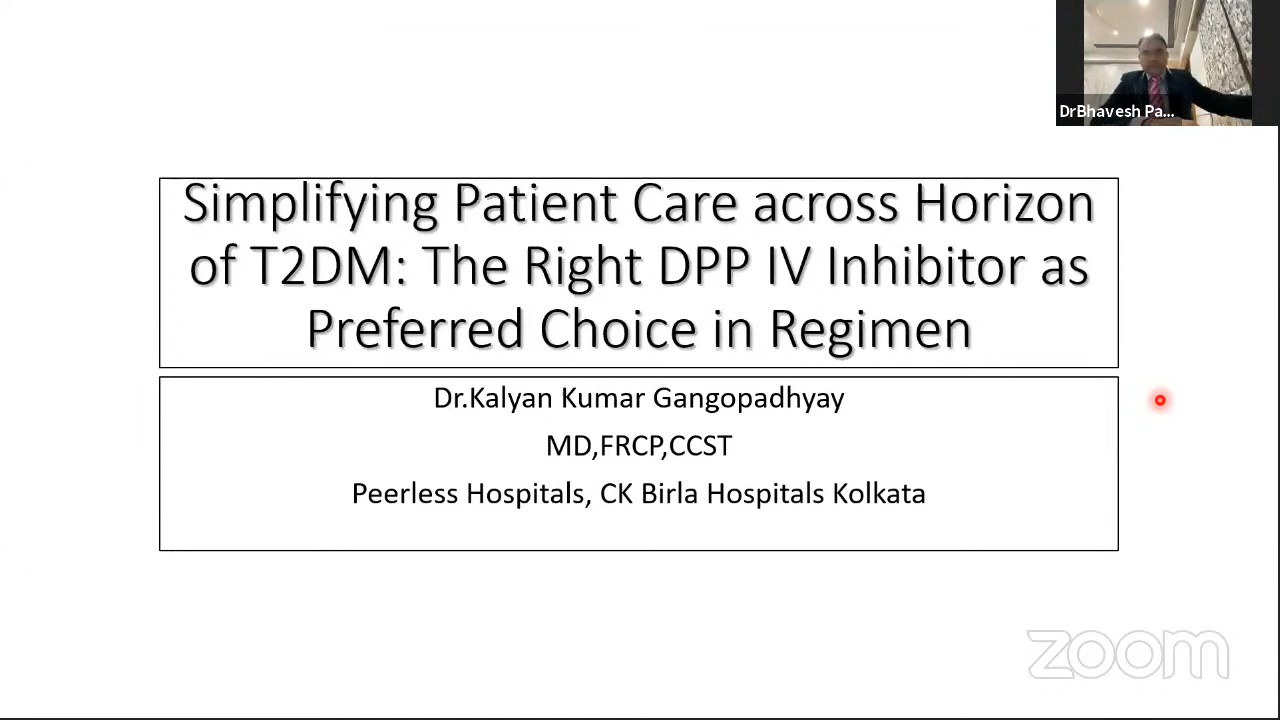 DrBhavesh Pa...
Simplifying Patient Care across Horizon
of T2DM: The Right DPP IV Inhibitor as
Preferred Choice in Regimen
Dr.Kalyan Kumar Gangopadhyay
MD,FRCP,CCST
Peerless Hospitals, CK Birla Hospitals Kolkata
zoom